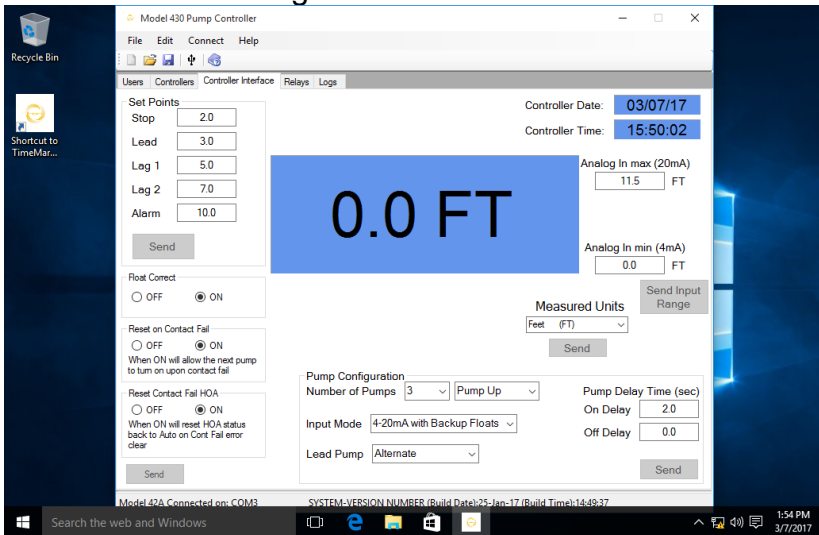 Model 430 Pump Controller
File Edit Connect Help
Recycle Bin
Shortcut to
TimeMar...
Users Controllers Controller Interface Relays Logs
Set Points
Stop 2.0
Lead 3.0
Lag 1 5.0
Lag 2 7.0
Alarm 10.0
Send
Controller Date: 03/07/17
Controller Time: 15:50:02
0.0 FT
Analog In max (20mA)
11.5 FT
Analog In min (4mA)
0.0 FT
Send Input
Range
Measured Units
Feet (FT)
Send
Float Correct
OFF ON
Reset on Contact Fail
OFF ON
When ON will allow the next pump
to turn on upon contact fail
Reset Contact Fail HOA
OFF ON
When ON will reset HOA status
back to Auto on Cont Fail error
clear
Send
Pump Configuration
Number of Pumps 3 Pump Up
Input Mode 4-20mA with Backup Floats
Lead Pump Alternate
Pump Delay Time (sec)
On Delay 2.0
Off Delay 0.0
Send
Model 42A Connected on: COM3 SYSTEM-VERSION NUMBER (Build Date):25-Jan-17 (Build Time):14:49:37
Search the web and Windows
1:54 PM
3/7/2017